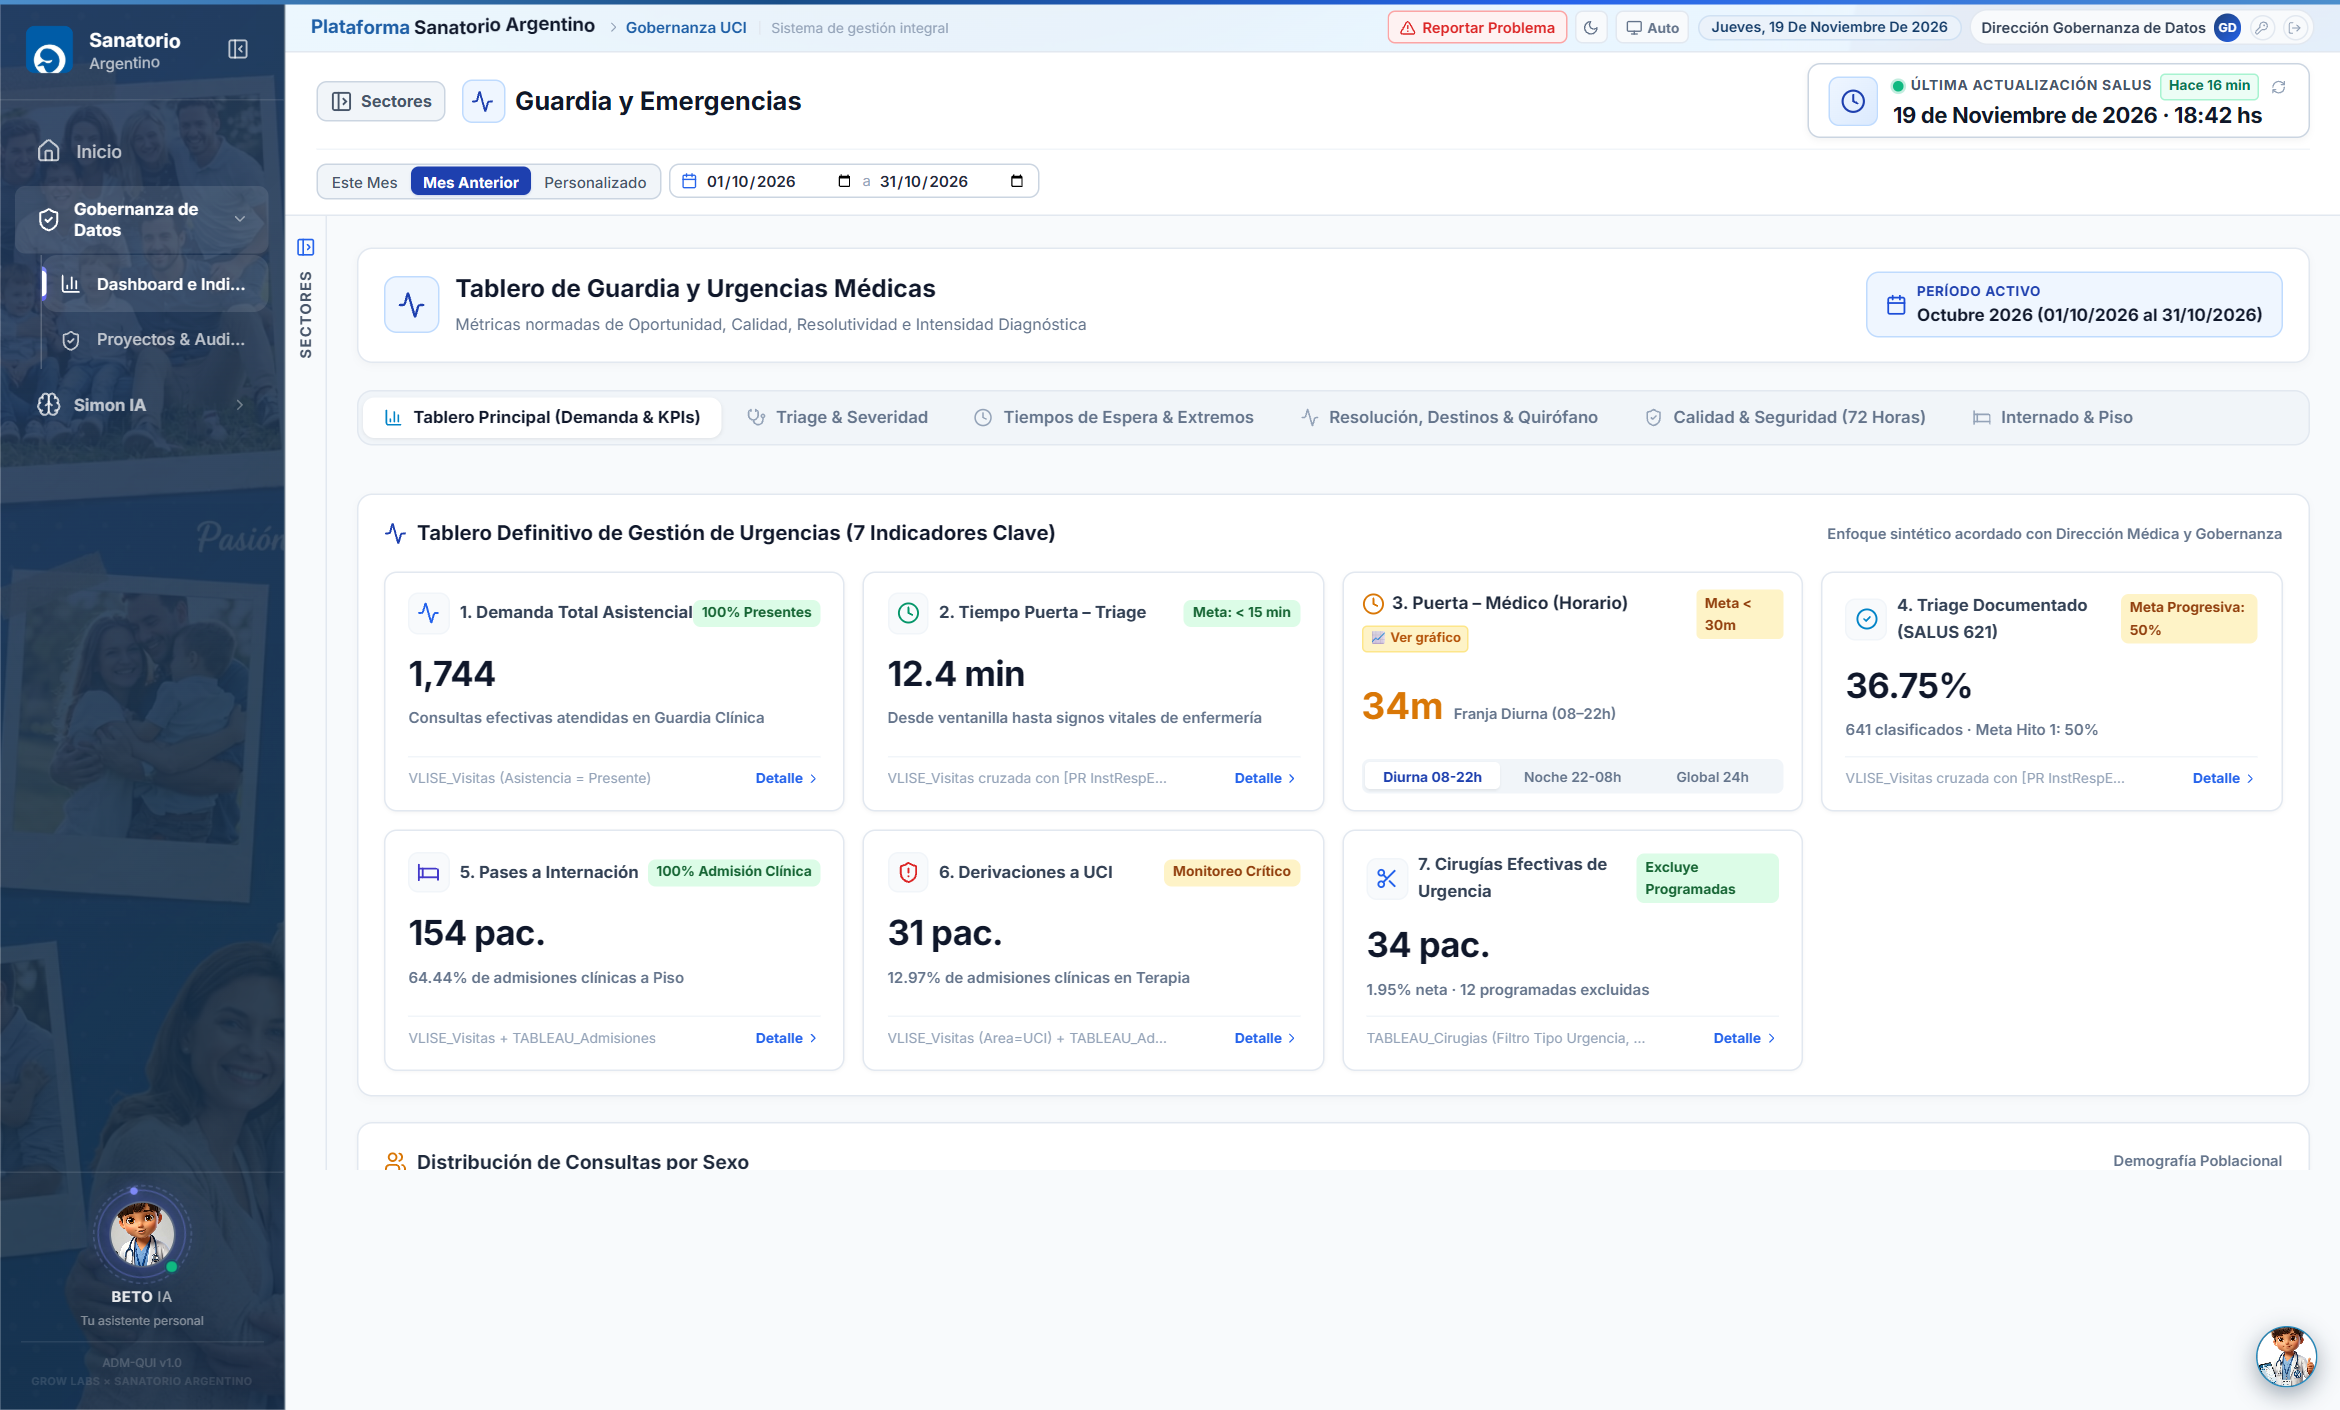 Sanatorio
Argentino
Inicio
Gobernanza de
Datos
Dashboard e Indi...
Proyectos & Audi...
Simon IA
Pasión
BETO IA
Tu asistente personal
ADM-QUI v1.0
GROW LABS × SANATORIO ARGENTINO
Plataforma Sanatorio Argentino
Gobernanza UCI
Sistema de gestión integral
Reportar Problema
Auto
Jueves, 19 De Noviembre De 2026
Dirección Gobernanza de Datos
GD
Sectores
Guardia y Emergencias
ÚLTIMA ACTUALIZACIÓN SALUS
Hace 16 min
19 de Noviembre de 2026 · 18:42 hs
Este Mes
Mes Anterior
Personalizado
01/10/2026
a
31/10/2026
SECTORES
Tablero de Guardia y Urgencias Médicas
Métricas normadas de Oportunidad, Calidad, Resolutividad e Intensidad Diagnóstica
PERÍODO ACTIVO
Octubre 2026 (01/10/2026 al 31/10/2026)
Tablero Principal (Demanda & KPIs)
Triage & Severidad
Tiempos de Espera & Extremos
Resolución, Destinos & Quirófano
Calidad & Seguridad (72 Horas)
Internado & Piso
Tablero Definitivo de Gestión de Urgencias (7 Indicadores Clave)
Enfoque sintético acordado con Dirección Médica y Gobernanza
1. Demanda Total Asistencial
100% Presentes
1,744
Consultas efectivas atendidas en Guardia Clínica
VLISE_Visitas (Asistencia = Presente)
Detalle
2. Tiempo Puerta – Triage
Meta: < 15 min
12.4 min
Desde ventanilla hasta signos vitales de enfermería
VLISE_Visitas cruzada con [PR InstRespE...
Detalle
3. Puerta – Médico (Horario)
Ver gráfico
Meta <
30m
34m
Franja Diurna (08–22h)
Diurna 08-22h
Noche 22-08h
Global 24h
4. Triage Documentado
(SALUS 621)
Meta Progresiva:
50%
36.75%
641 clasificados · Meta Hito 1: 50%
VLISE_Visitas cruzada con [PR InstRespE...
Detalle
5. Pases a Internación
100% Admisión Clínica
154 pac.
64.44% de admisiones clínicas a Piso
VLISE_Visitas + TABLEAU_Admisiones
Detalle
6. Derivaciones a UCI
Monitoreo Crítico
31 pac.
12.97% de admisiones clínicas en Terapia
VLISE_Visitas (Area=UCI) + TABLEAU_Ad...
Detalle
7. Cirugías Efectivas de
Urgencia
Excluye
Programadas
34 pac.
1.95% neta · 12 programadas excluidas
TABLEAU_Cirugias (Filtro Tipo Urgencia, ...
Detalle
Distribución de Consultas por Sexo
Demografía Poblacional